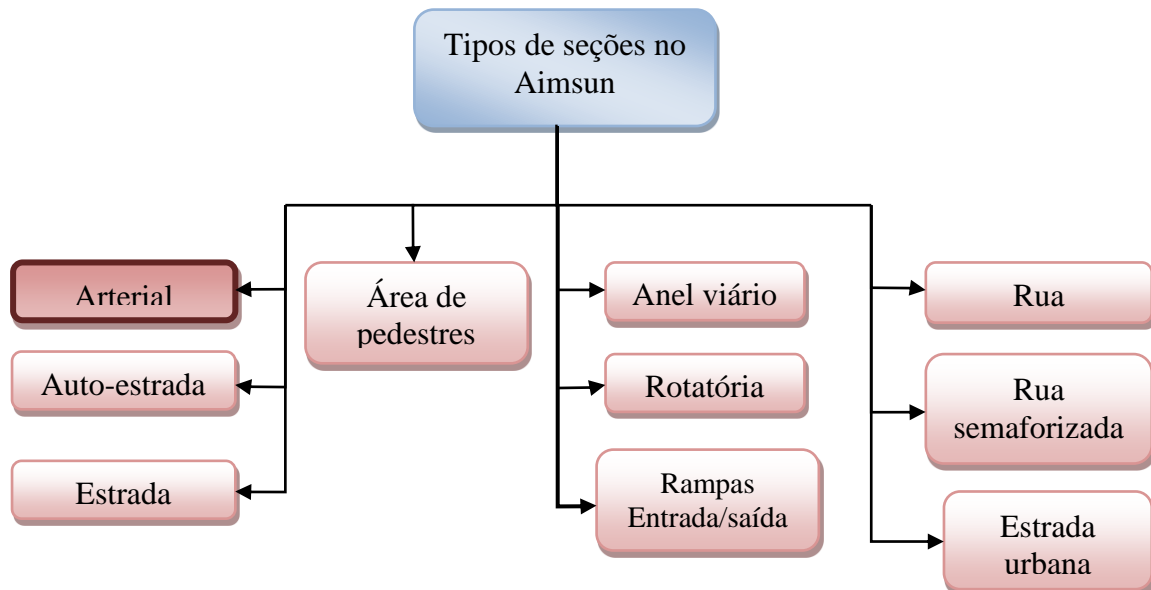 Tipos de seções no
Aimsun
Arterial
Auto-estrada
Estrada
Área de
pedestres
Anel viário
Rotatória
Rampas
Entrada/saída
Rua
Rua
semaforizada
Estrada
urbana